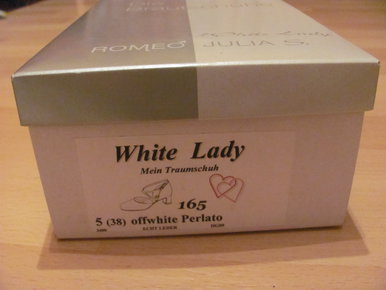 White Lady
ROMEO JULIA S.
White Lady
Mein Traumschuh
165
5 (38) offwhite Perlato
ECHT LEDER